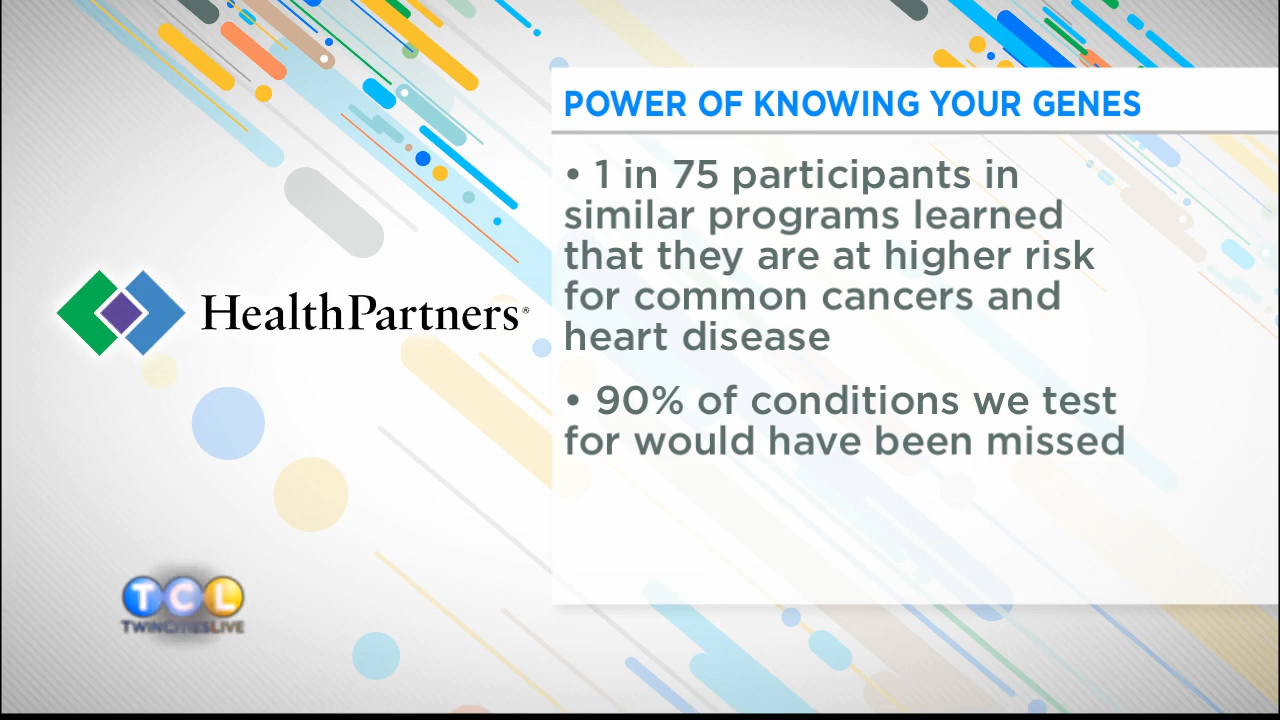 POWER OF KNOWING YOUR GENES
• 1 in 75 participants in
similar programs learned
that they are at higher risk
for common cancers and
heart disease
• 90% of conditions we test
for would have been missed
HealthPartners®
TCL
TWINCITIESLIVE